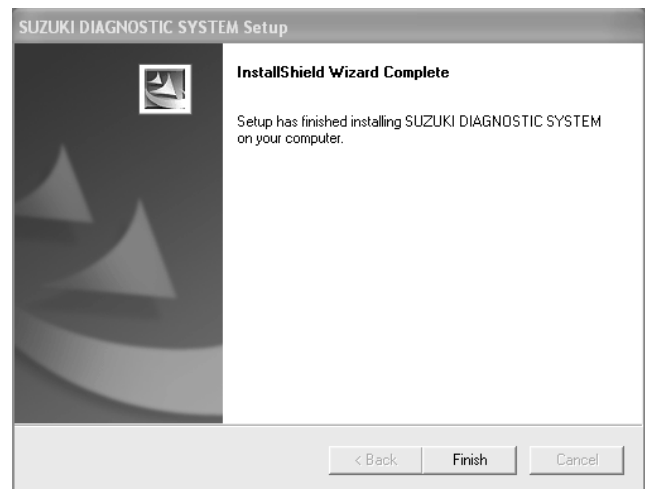 SUZUKI DIAGNOSTIC SYSTEM Setup
InstallShield Wizard Complete
Setup has finished installing SUZUKI DIAGNOSTIC SYSTEM
on your computer.
< Back
Finish
Cancel